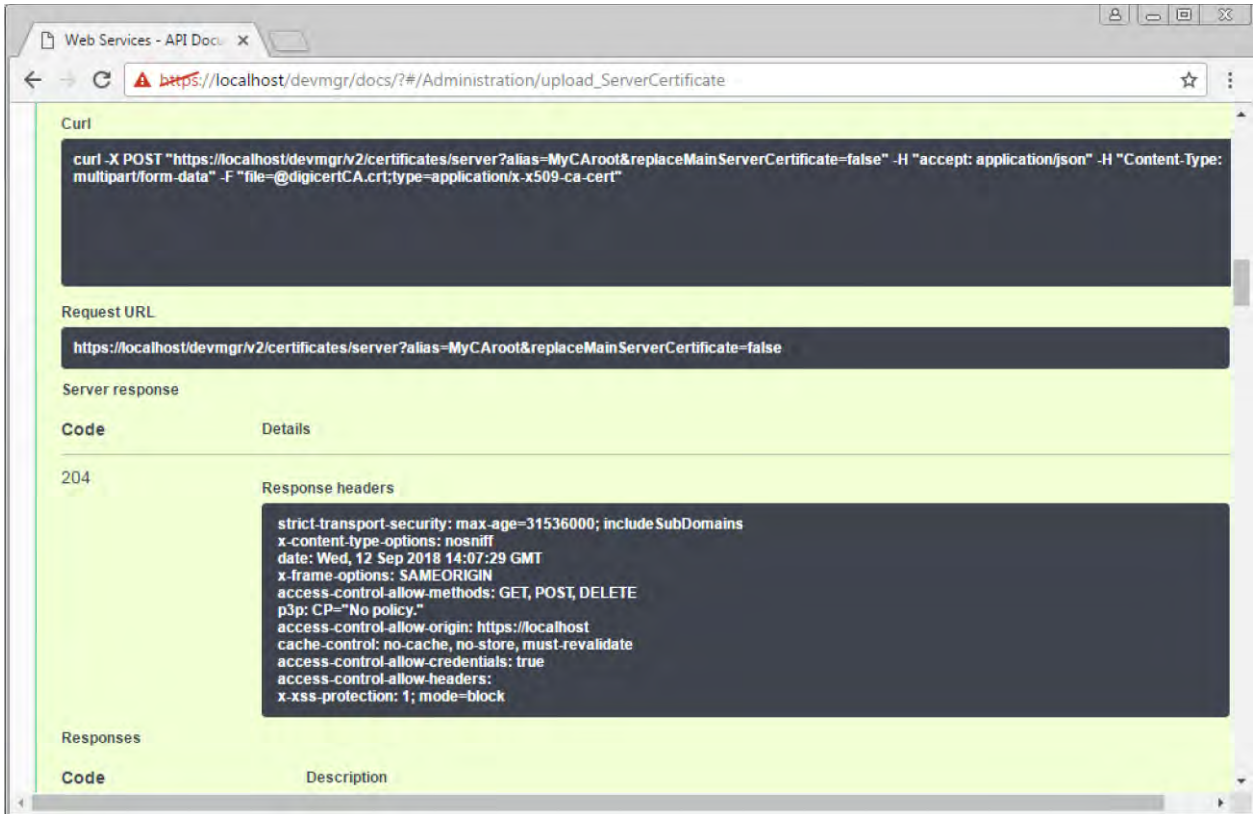 Web Services - API Docu
https://localhost/devmgr/docs/?#/Administration/upload_ServerCertificate
Curl
curl -X POST "https://localhost/devmgr/v2/certificates/server?alias=MyCAroot&replaceMainServerCertificate=false" -H "accept: application/json" -H "Content-Type:
multipart/form-data" -F "file=@digicertCA.crt;type=application/x-x509-ca-cert"
Request URL
https://localhost/devmgr/v2/certificates/server?alias=MyCAroot&replaceMainServerCertificate=false
Server response
Code Details
204
Response headers
strict-transport-security: max-age=31536000; includeSubDomains
x-content-type-options: nosniff
date: Wed, 12 Sep 2018 14:07:29 GMT
x-frame-options: SAMEORIGIN
access-control-allow-methods: GET, POST, DELETE
p3p: CP="No policy."
access-control-allow-origin: https://localhost
cache-control: no-cache, no-store, must-revalidate
access-control-allow-credentials: true
access-control-allow-headers:
x-xss-protection: 1; mode=block
Responses
Code Description